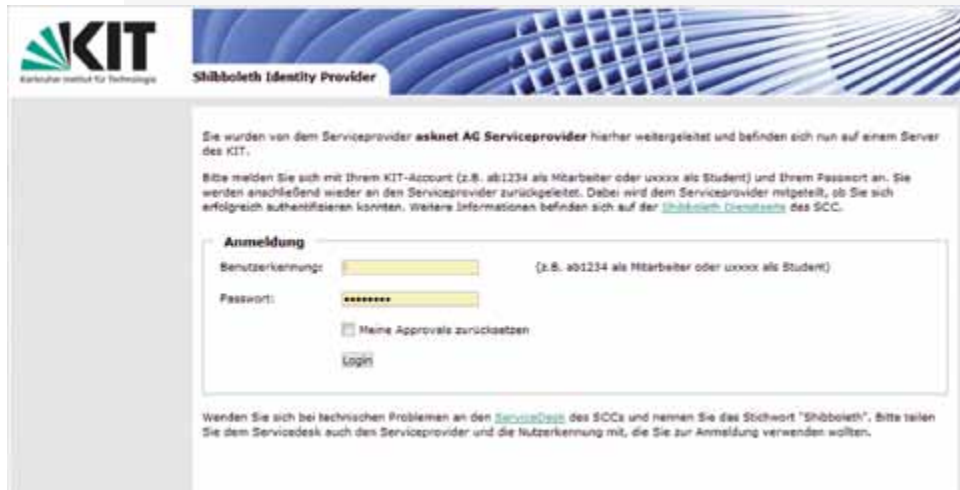 KIT
Karlsruher Institut für Technologie
Shibboleth Identity Provider
Sie wurden von dem Serviceprovider asknet AG Serviceprovider hierher weitergeleitet und befinden sich nun auf einem Server
des KIT.
Bitte melden Sie sich mit Ihrem KIT-Account (z.B. ab1234 als Mitarbeiter oder uxxxx als Student) und Ihrem Passwort an. Sie
werden anschließend wieder an den Serviceprovider zurückgeleitet. Dabei wird dem Serviceprovider mitgeteilt, ob Sie sich
erfolgreich authentifizieren konnten. Weitere Informationen befinden sich auf der Shibboleth Dienstseite des SCC.
Anmeldung
Benutzerkennung: (z.B. ab1234 als Mitarbeiter oder uxxxx als Student)
Passwort: ••••••••
Meine Approvals zurücksetzen
Login
Wenden Sie sich bei technischen Problemen an den ServiceDesk des SCCs und nennen Sie das Stichwort "Shibboleth". Bitte teilen
Sie dem Servicedesk auch den Serviceprovider und die Nutzerkennung mit, die Sie zur Anmeldung verwenden wollten.